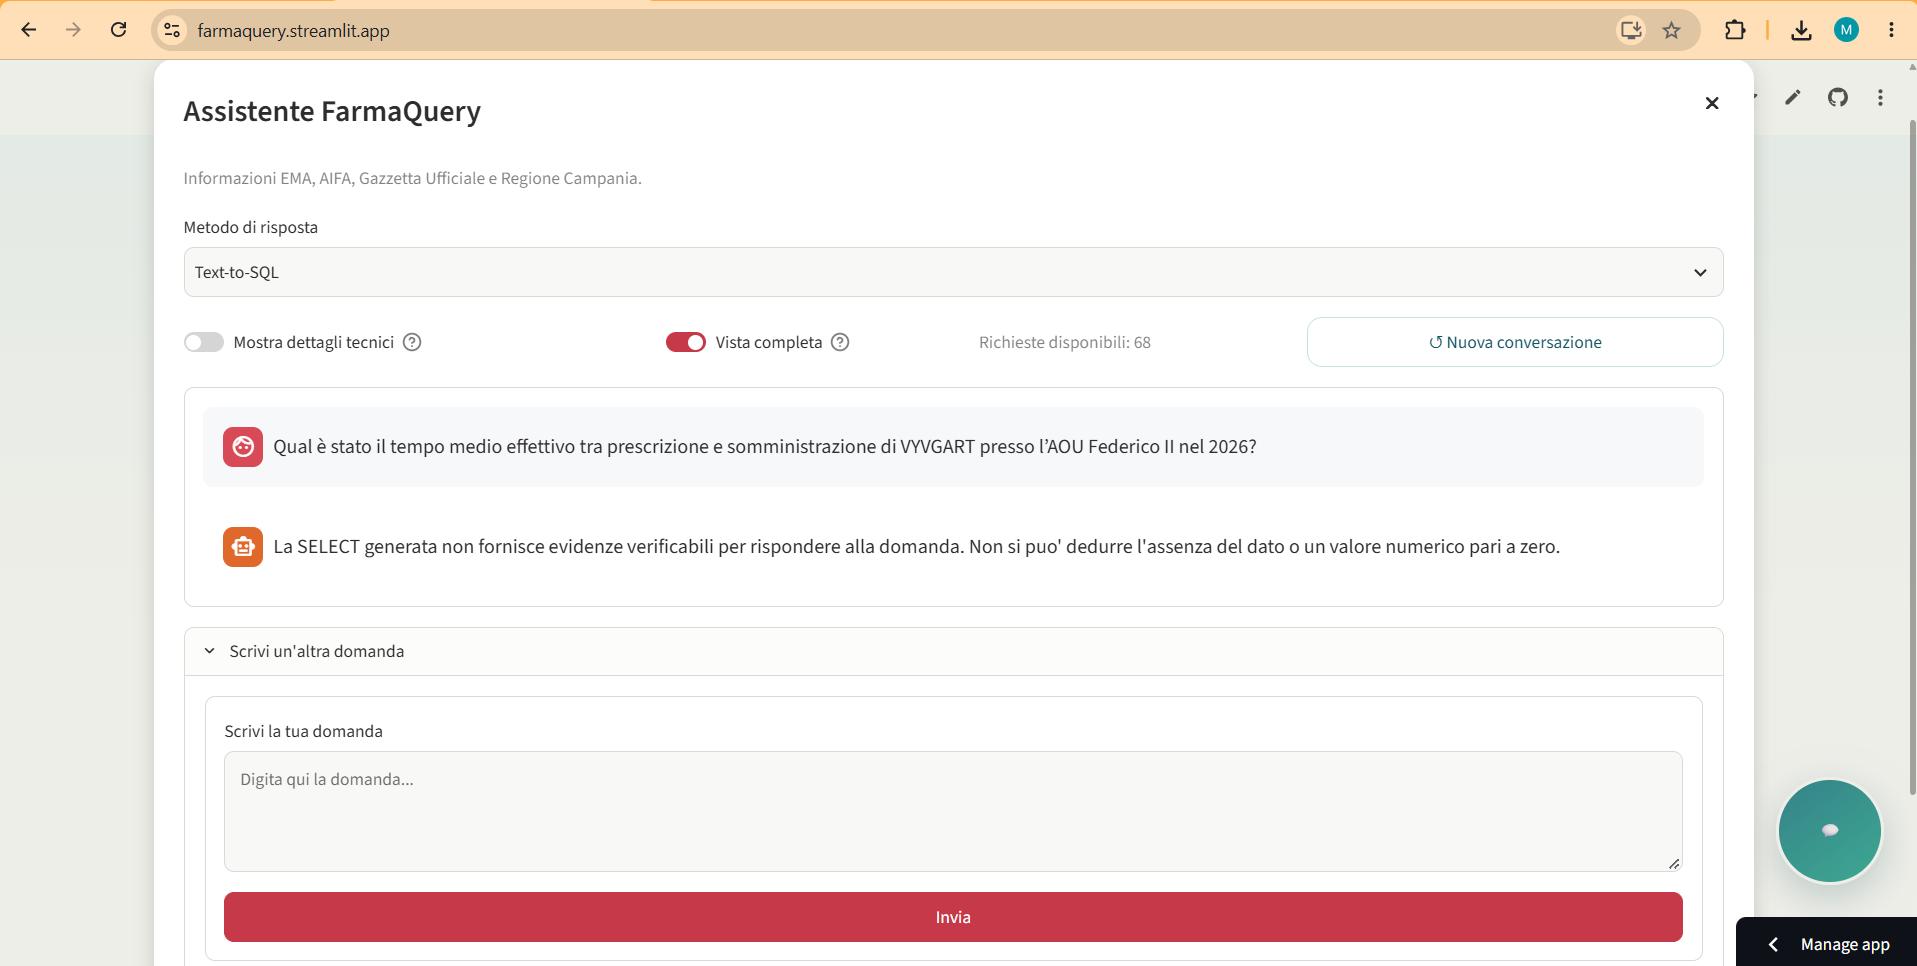 farmaquery.streamlit.app
M
Assistente FarmaQuery
Informazioni EMA, AIFA, Gazzetta Ufficiale e Regione Campania.
Metodo di risposta
Text-to-SQL
Mostra dettagli tecnici
Vista completa
Richieste disponibili: 68
Nuova conversazione
Qual è stato il tempo medio effettivo tra prescrizione e somministrazione di VYVGART presso l’AOU Federico II nel 2026?
La SELECT generata non fornisce evidenze verificabili per rispondere alla domanda. Non si puo' dedurre l'assenza del dato o un valore numerico pari a zero.
Scrivi un'altra domanda
Scrivi la tua domanda
Digita qui la domanda...
Invia
Manage app